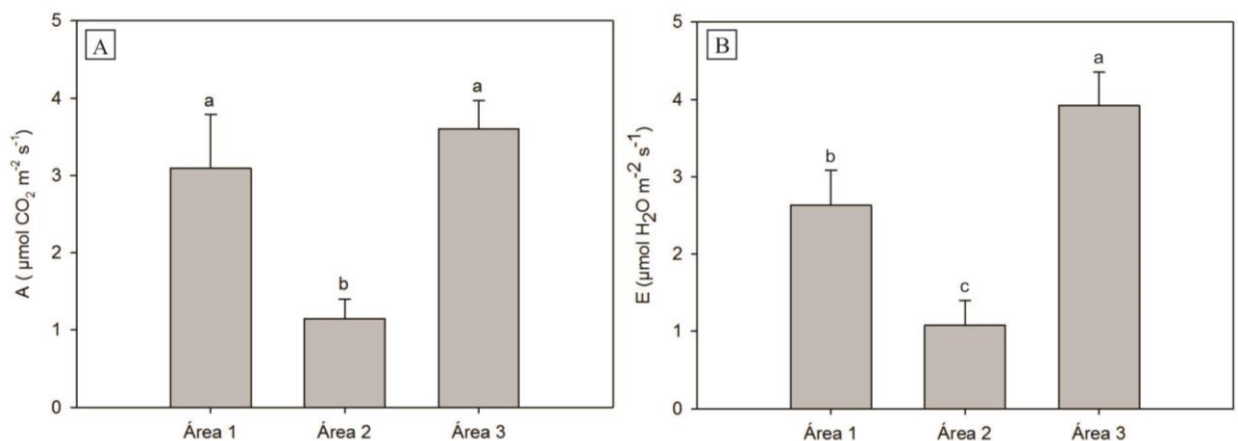 A
A ( µmol CO₂ m⁻² s⁻¹)
5
4
3
2
1
0
a
b
a
Área 1
Área 2
Área 3
B
E (µmol H₂O m⁻² s⁻¹)
5
4
3
2
1
0
b
c
a
Área 1
Área 2
Área 3